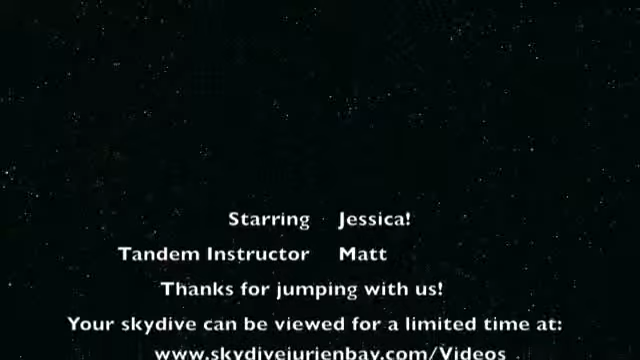 Starring Jessica!
Tandem Instructor Matt
Thanks for jumping with us!
Your skydive can be viewed for a limited time at:
www.skydivejurienbay.com/Videos